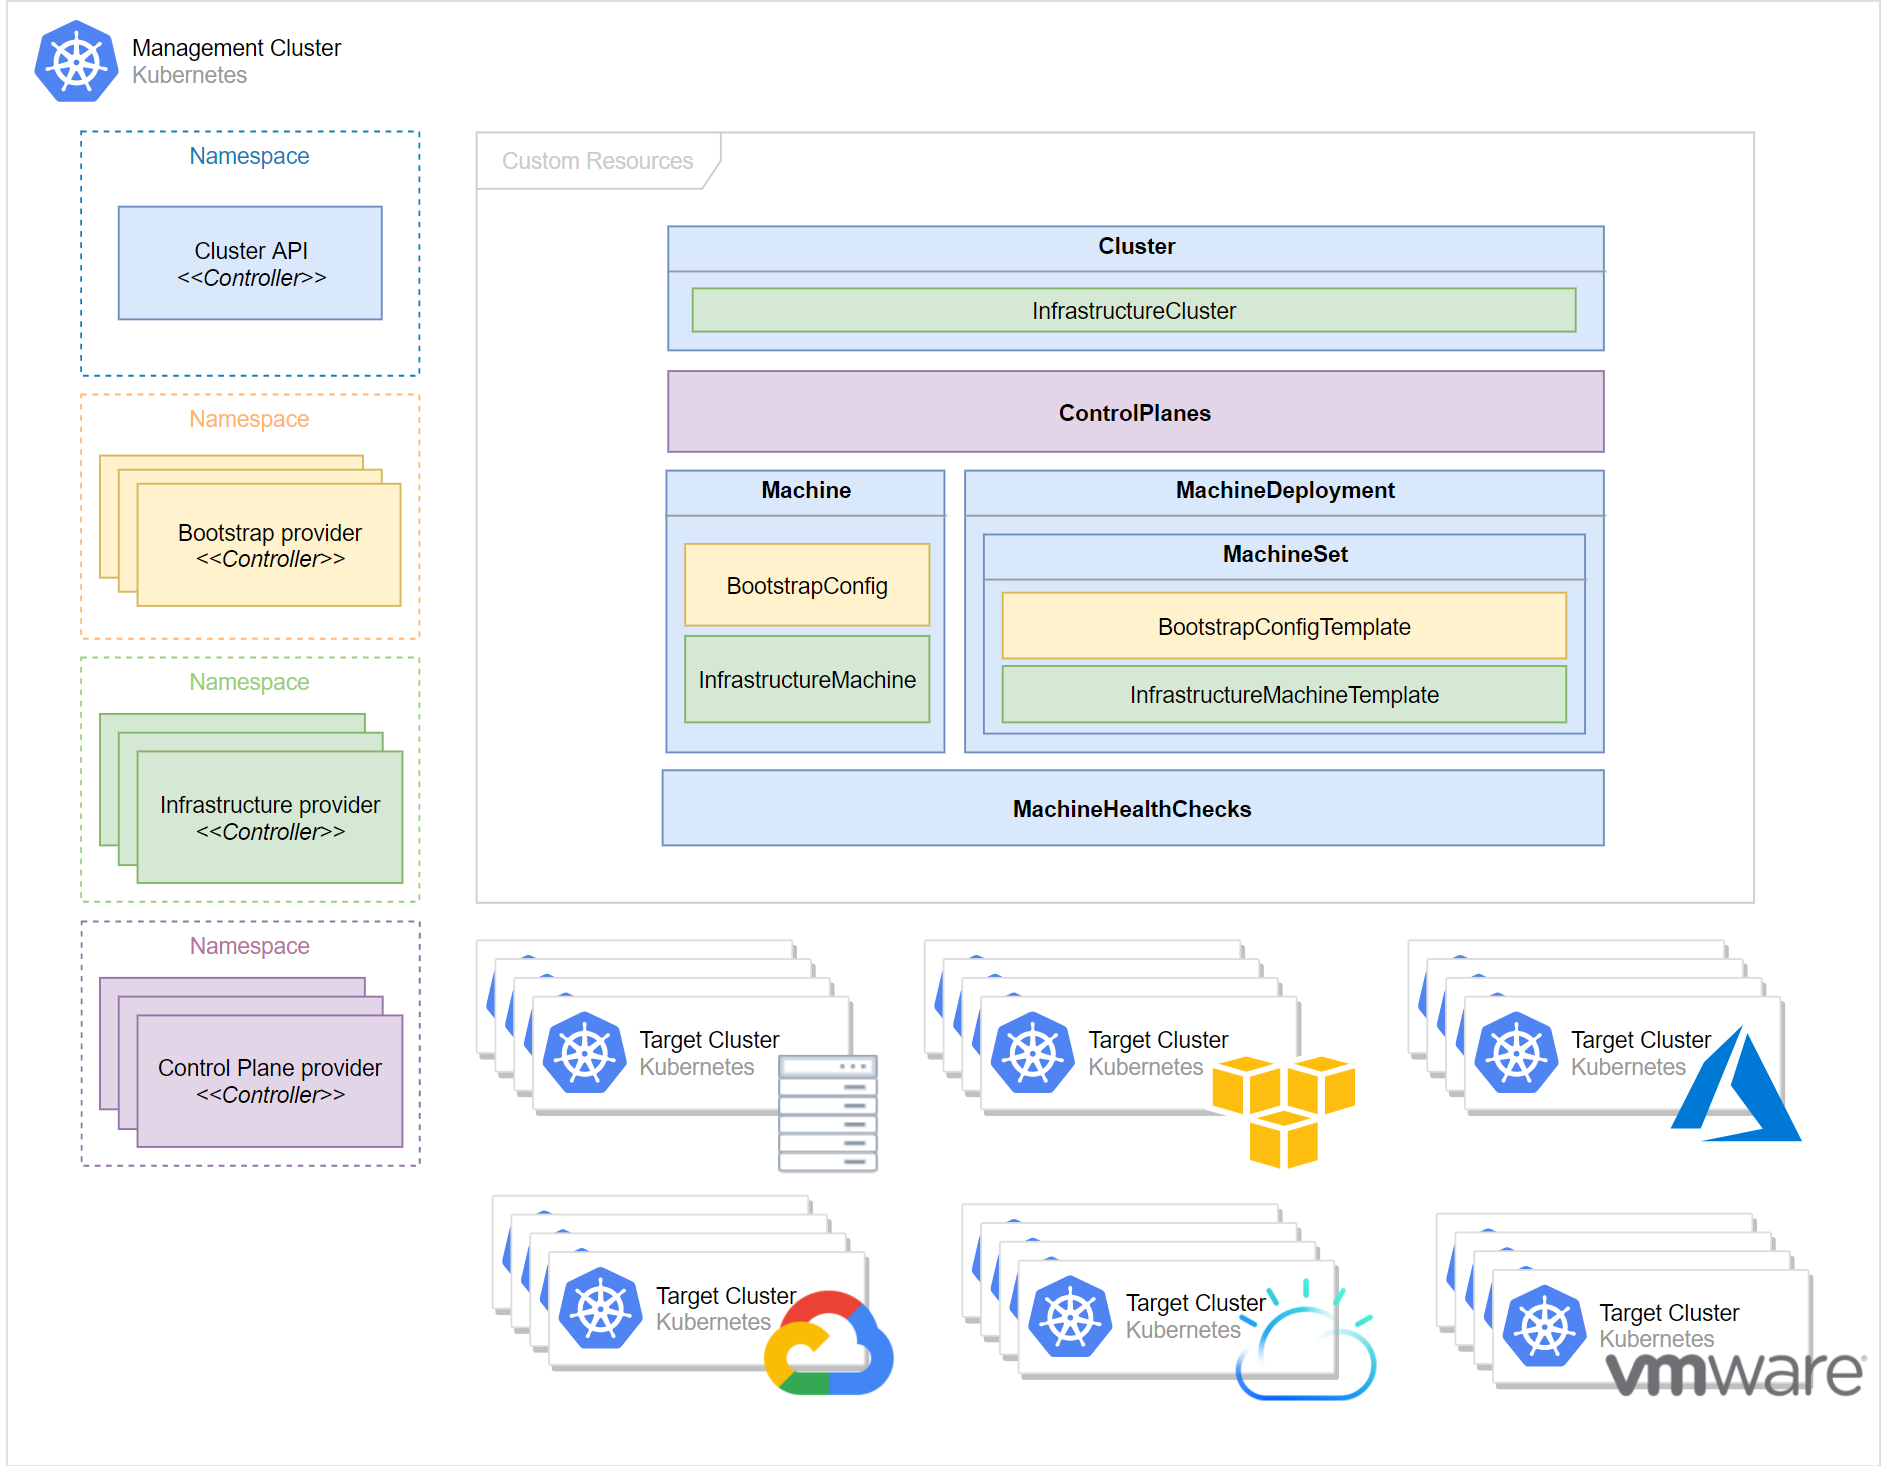 Management Cluster
Kubernetes
Namespace
Cluster API
<<Controller>>
Namespace
Bootstrap provider
<<Controller>>
Namespace
Infrastructure provider
<<Controller>>
Namespace
Control Plane provider
<<Controller>>
Custom Resources
Cluster
InfrastructureCluster
ControlPlanes
Machine
BootstrapConfig
InfrastructureMachine
MachineDeployment
MachineSet
BootstrapConfigTemplate
InfrastructureMachineTemplate
MachineHealthChecks
Target Cluster
Kubernetes
Target Cluster
Kubernetes
Target Cluster
Kubernetes
Target Cluster
Kubernetes
Target Cluster
Kubernetes
Target Cluster
Kubernetes
vmware®